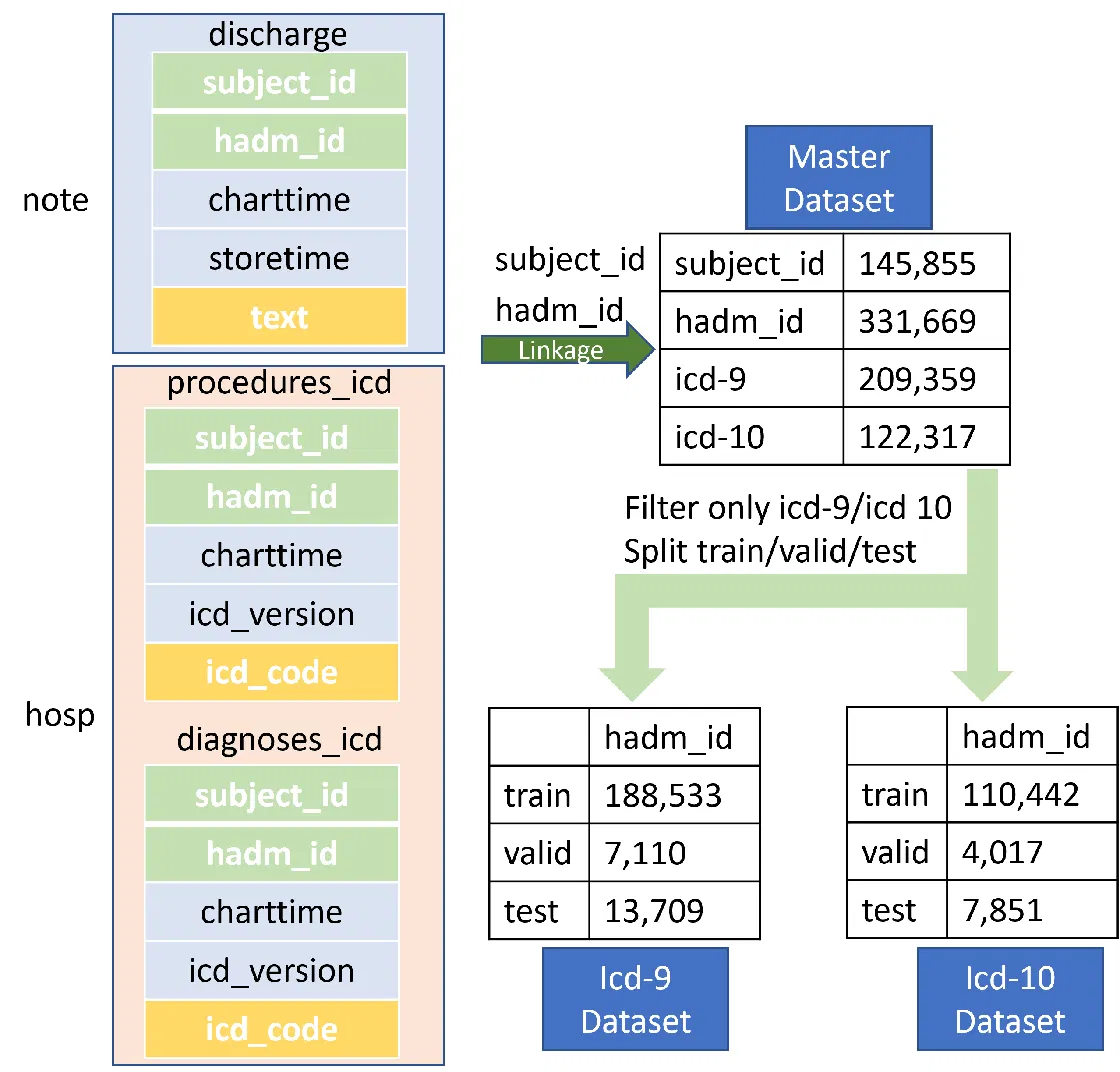 note
discharge
subject_id
hadm_id
charttime
storetime
text
hosp
procedures_icd
subject_id
hadm_id
charttime
icd_version
icd_code
diagnoses_icd
subject_id
hadm_id
charttime
icd_version
icd_code
subject_id
hadm_id
Linkage
Master
Dataset
subject_id 145,855
hadm_id 331,669
icd-9 209,359
icd-10 122,317
Filter only icd-9/icd 10
Split train/valid/test
hadm_id
train 188,533
valid 7,110
test 13,709
Icd-9
Dataset
hadm_id
train 110,442
valid 4,017
test 7,851
Icd-10
Dataset